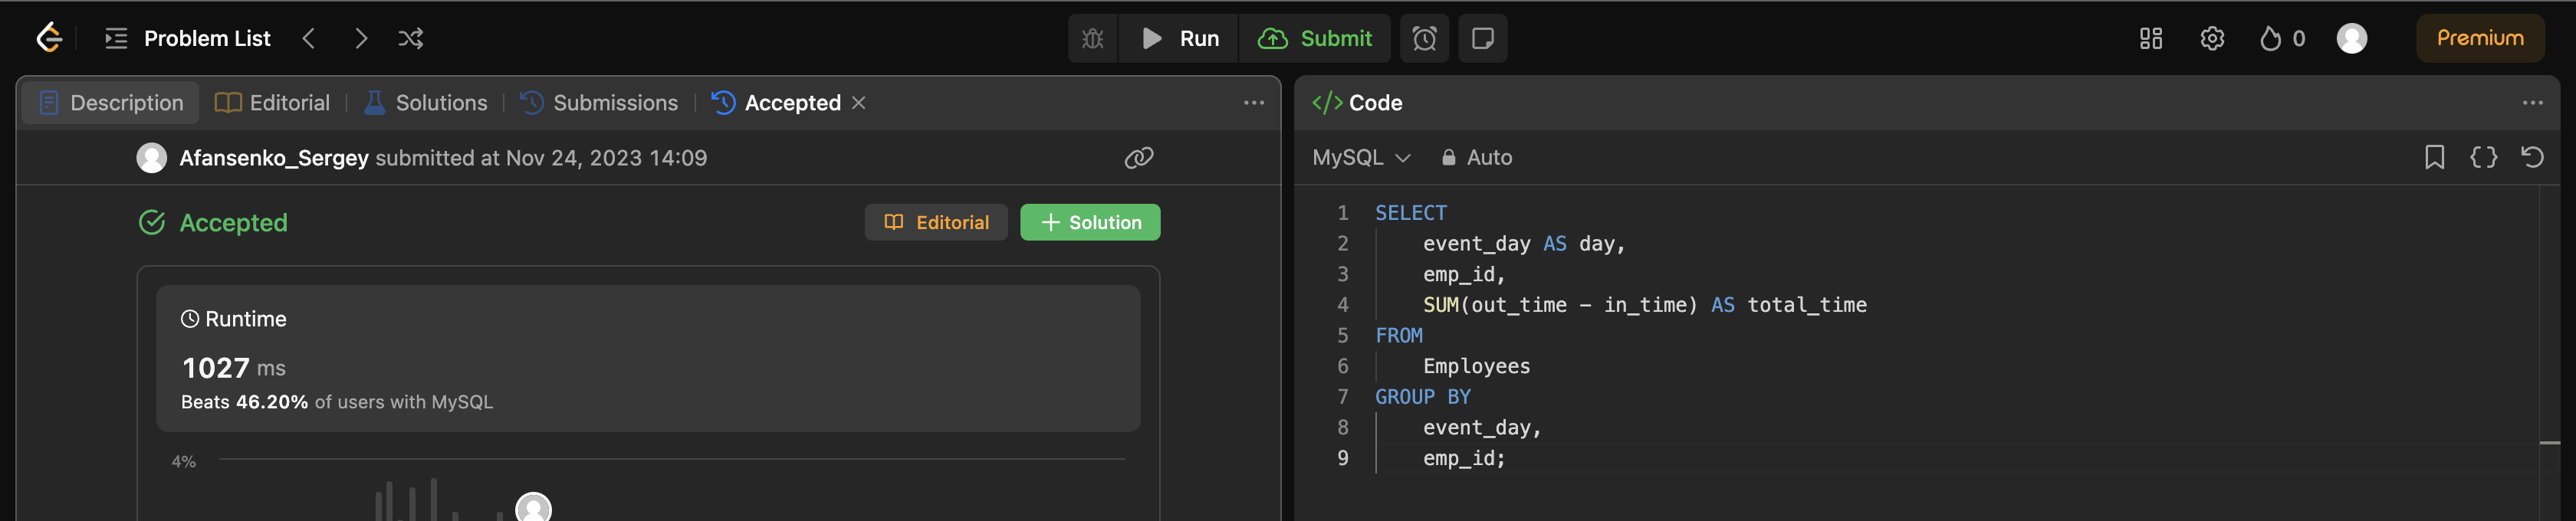 Problem List
Run
Submit
0
Premium
Description
Editorial
Solutions
Submissions
Accepted
Afansenko_Sergey submitted at Nov 24, 2023 14:09
Accepted
Editorial
Solution
Runtime
1027 ms
Beats 46.20% of users with MySQL
4%
</> Code
MySQL
Auto
{}
1 SELECT
2 event_day AS day,
3 emp_id,
4 SUM(out_time - in_time) AS total_time
5 FROM
6 Employees
7 GROUP BY
8 event_day,
9 emp_id;